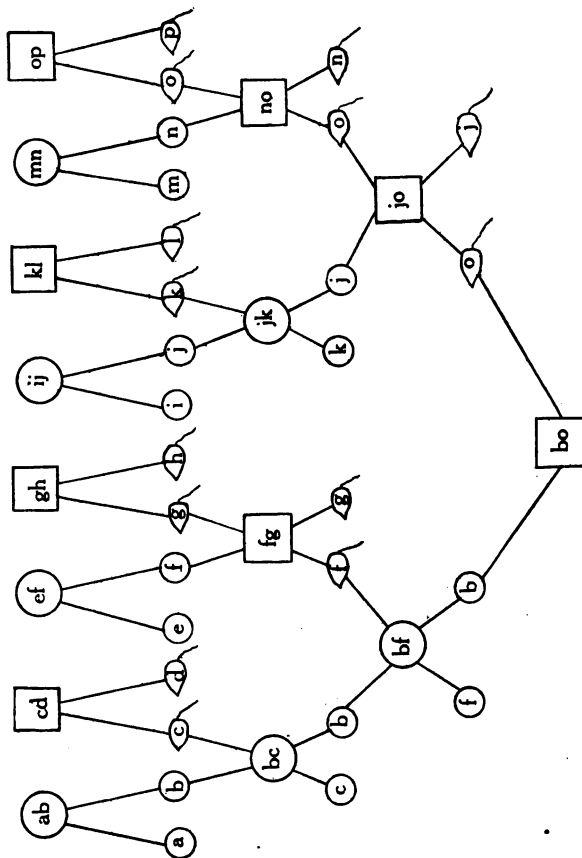 ab cd ef gh ij kl mn op
a b c d e f g h i j k l m n o p
bc fg jk no
c b f g k j o n
bf jo
f b o j
bo